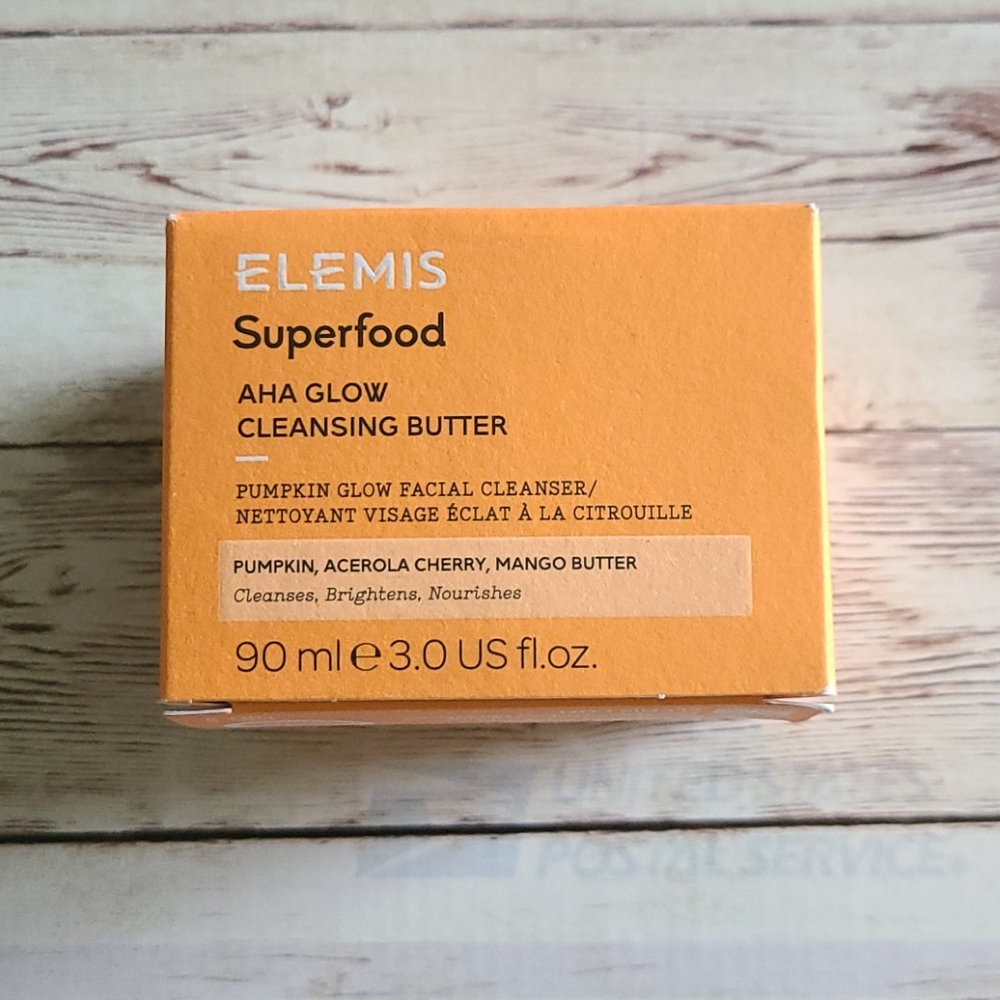 ELEMIS
Superfood
AHA GLOW
CLEANSING BUTTER
PUMPKIN GLOW FACIAL CLEANSER/
NETTOYANT VISAGE ÉCLAT À LA CITROUILLE
PUMPKIN, ACEROLA CHERRY, MANGO BUTTER
Cleanses, Brightens, Nourishes
90 ml e 3.0 US fl.oz.
UNITED STATES
POSTAL SERVICE®